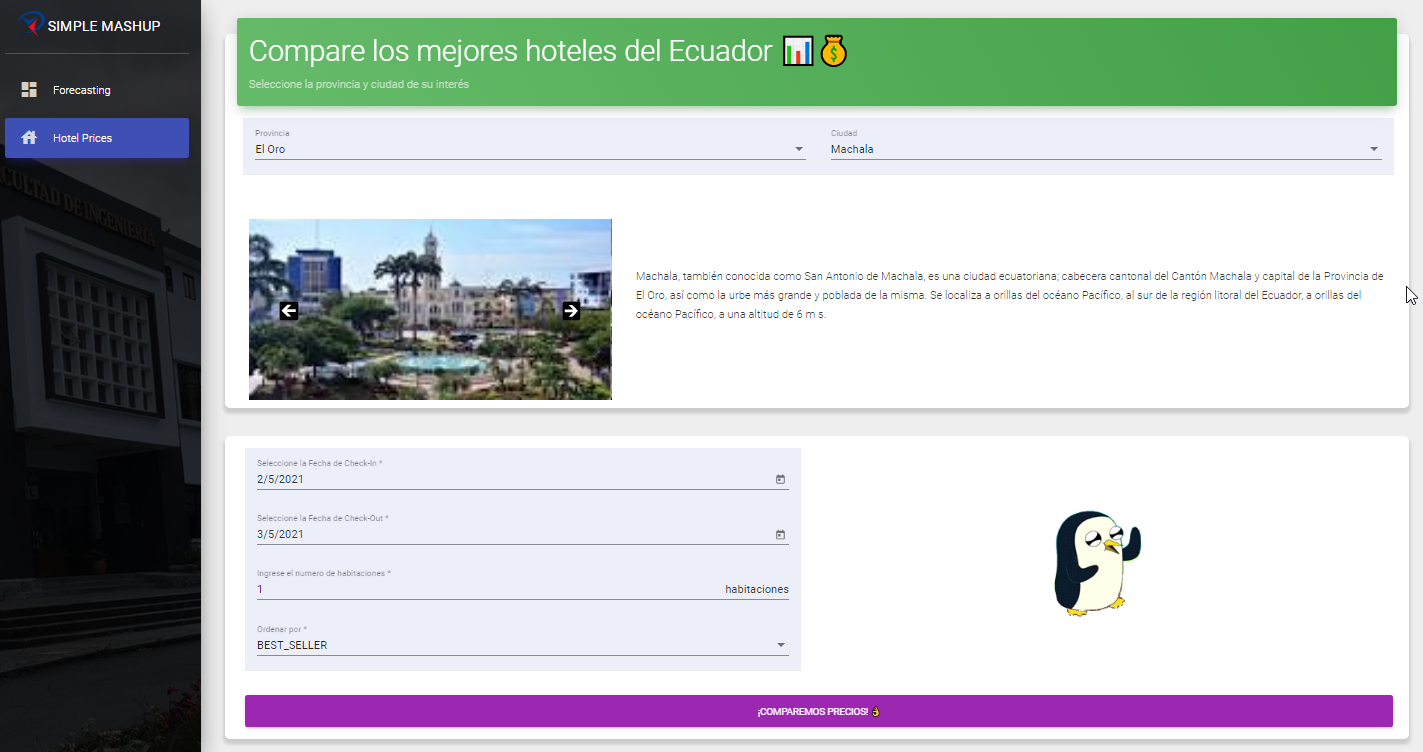 SIMPLE MASHUP
Forecasting
Hotel Prices
CULTAD DE INGENIERIA
Compare los mejores hoteles del Ecuador 📊💰
Seleccione la provincia y ciudad de su interés
Provincia
El Oro
Ciudad
Machala
Machala, también conocida como San Antonio de Machala, es una ciudad ecuatoriana; cabecera cantonal del Cantón Machala y capital de la Provincia de
El Oro, así como la urbe más grande y poblada de la misma. Se localiza a orillas del océano Pacífico, al sur de la región litoral del Ecuador, a orillas del
océano Pacífico, a una altitud de 6 m s.
Seleccione la Fecha de Check-In *
2/5/2021
Seleccione la Fecha de Check-Out *
3/5/2021
Ingrese el numero de habitaciones *
1 habitaciones
Ordenar por *
BEST_SELLER
¡COMPAREMOS PRECIOS! 👌